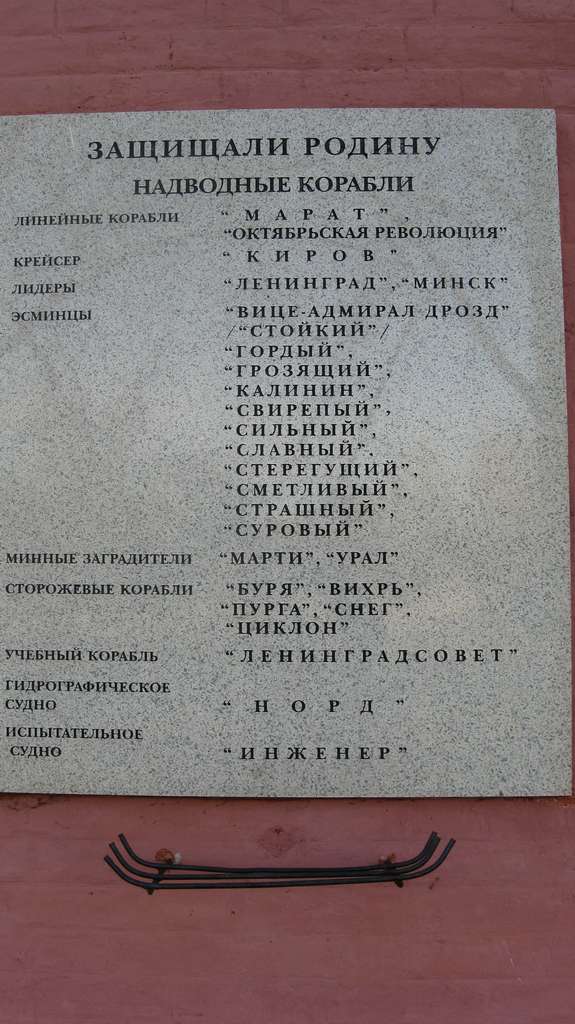 ЗАЩИЩАЛИ РОДИНУ
НАДВОДНЫЕ КОРАБЛИ
ЛИНЕЙНЫЕ КОРАБЛИ "МАРАТ",
"ОКТЯБРЬСКАЯ РЕВОЛЮЦИЯ"
КРЕЙСЕР "КИРОВ"
ЛИДЕРЫ "ЛЕНИНГРАД", "МИНСК"
ЭСМИНЦЫ "ВИЦЕ-АДМИРАЛ ДРОЗД"
/"СТОЙКИЙ"/
"ГОРДЫЙ",
"ГРОЗЯЩИЙ",
"КАЛИНИН",
"СВИРЕПЫЙ",
"СИЛЬНЫЙ",
"СЛАВНЫЙ",
"СТЕРЕГУЩИЙ",
"СМЕТЛИВЫЙ",
"СТРАШНЫЙ",
"СУРОВЫЙ"
МИННЫЕ ЗАГРАДИТЕЛИ "МАРТИ", "УРАЛ"
СТОРОЖЕВЫЕ КОРАБЛИ "БУРЯ", "ВИХРЬ",
"ПУРГА", "СНЕГ",
"ЦИКЛОН"
УЧЕБНЫЙ КОРАБЛЬ "ЛЕНИНГРАДСОВЕТ"
ГИДРОГРАФИЧЕСКОЕ
СУДНО "НОРД"
ИСПЫТАТЕЛЬНОЕ
СУДНО "ИНЖЕНЕР"